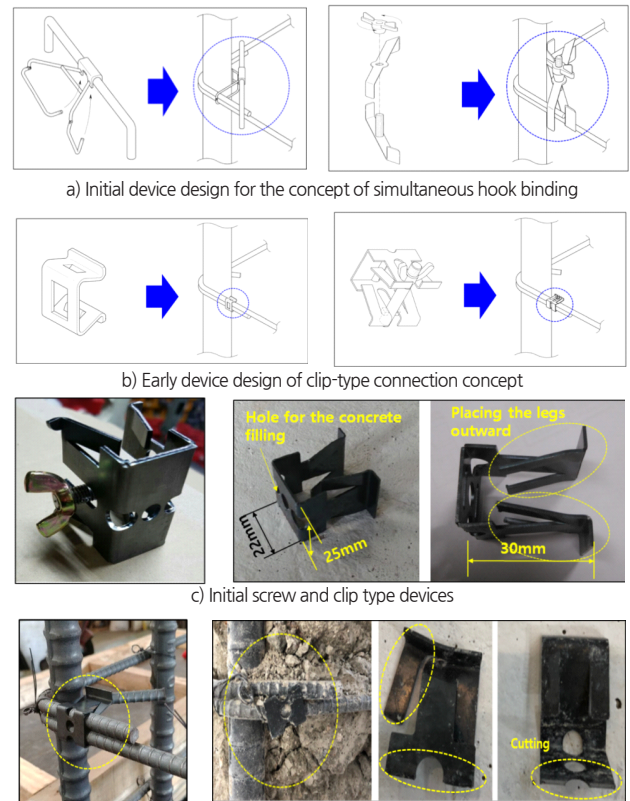 a) Initial device design for the concept of simultaneous hook binding
b) Early device design of clip-type connection concept
Hole for the concrete
filling
22mm
25mm
Placing the legs
outward
30mm
c) Initial screw and clip type devices
Cutting